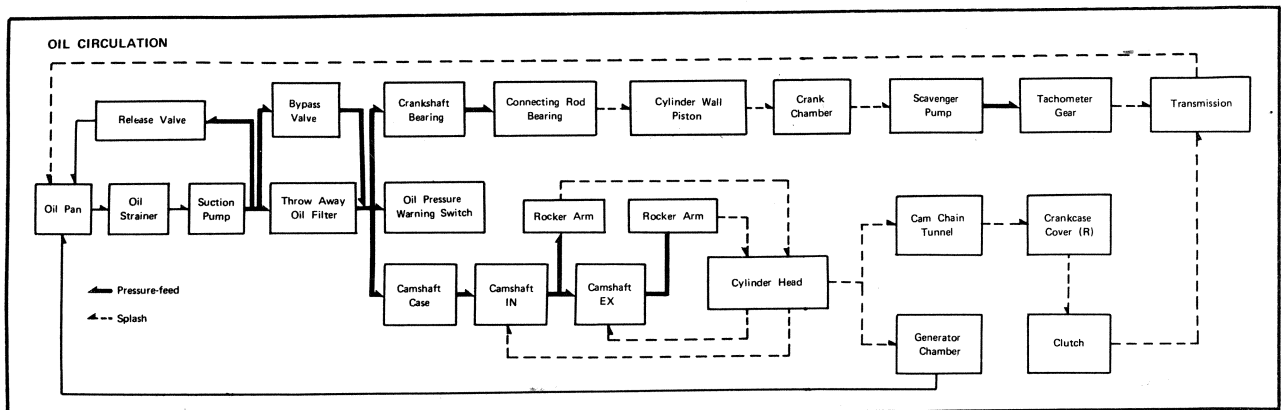 OIL CIRCULATION
Release Valve
Bypass
Valve
Crankshaft
Bearing
Connecting Rod
Bearing
Cylinder Wall
Piston
Crank
Chamber
Scavenger
Pump
Tachometer
Gear
Transmission
Oil Pan
Oil
Strainer
Suction
Pump
Throw Away
Oil Filter
Oil Pressure
Warning Switch
Rocker Arm
Rocker Arm
Cam Chain
Tunnel
Crankcase
Cover (R)
Camshaft
Case
Camshaft
IN
Camshaft
EX
Cylinder Head
Generator
Chamber
Clutch
Pressure-feed
Splash